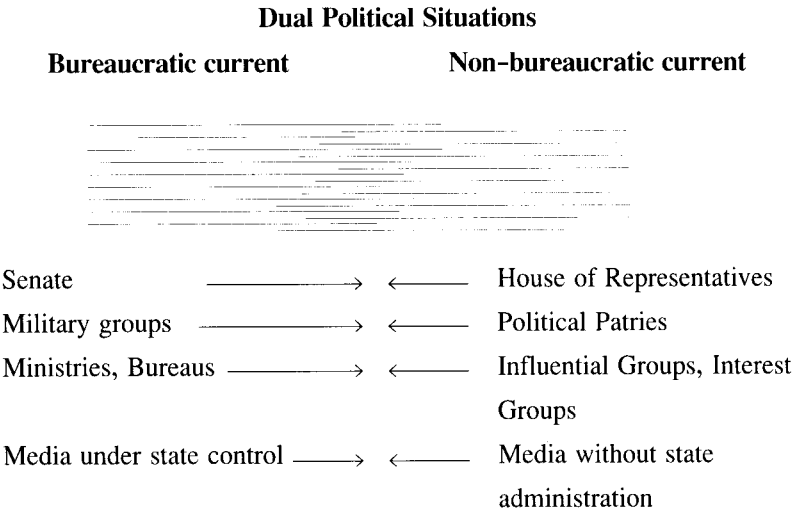 Dual Political Situations
Bureaucratic current Non-bureaucratic current
Senate House of Representatives
Military groups Political Patries
Ministries, Bureaus Influential Groups, Interest
Groups
Media under state control Media without state
administration